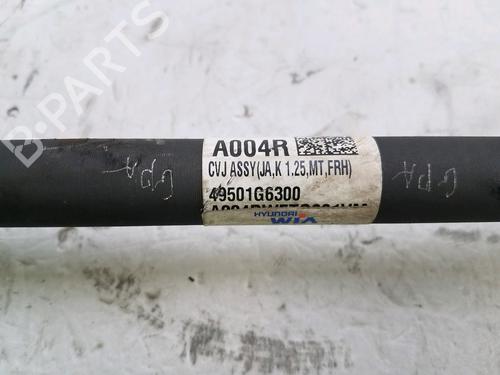 B-Parts
A004R
CVJ ASSY(JA,K 1.25,MT,FRH)
49501G6300
WIA
HYUNDAI
GPA
GPA